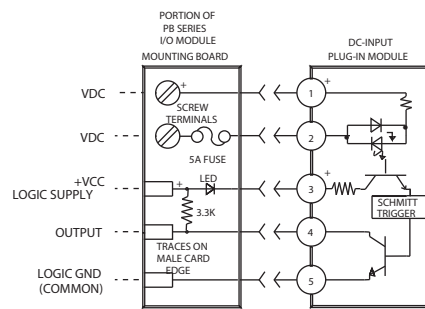 PORTION OF
PB SERIES
I/O MODULE
MOUNTING BOARD
DC-INPUT
PLUG-IN MODULE
VDC
+
1
+
SCREW
TERMINALS
VDC
2
5A FUSE
+VCC
LOGIC SUPPLY
+
LED
3
+
3.3K
SCHMITT
TRIGGER
OUTPUT
4
TRACES ON
MALE CARD
EDGE
LOGIC GND
(COMMON)
5